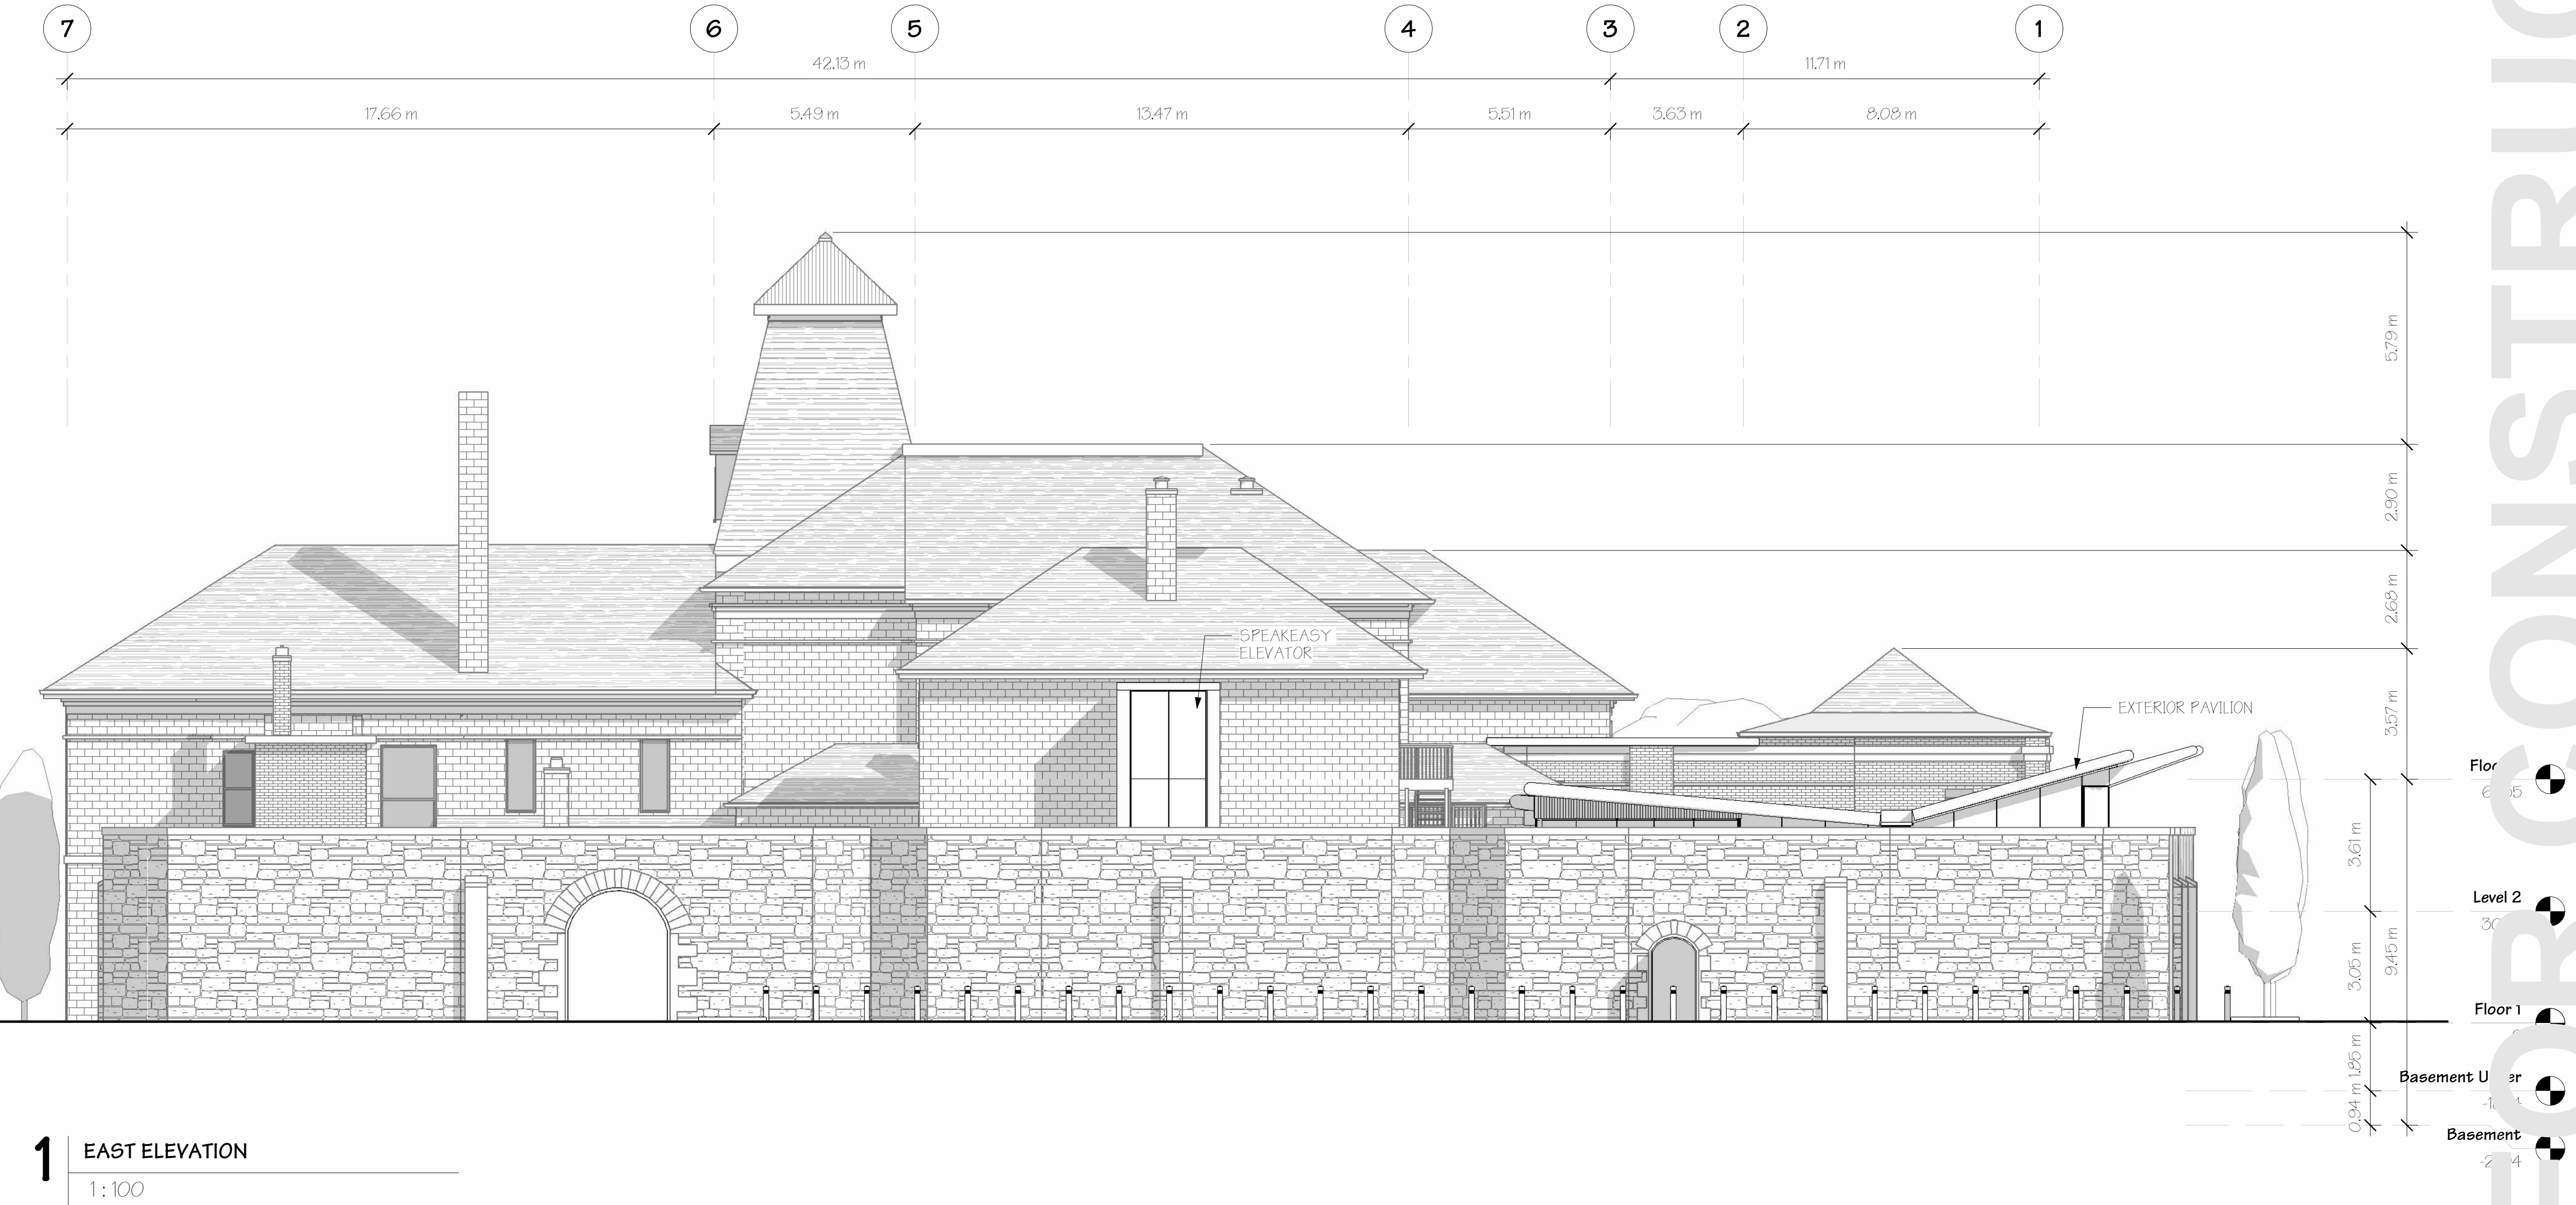 7 6 5 4 3 2 1
42.13 m 11.71 m
17.66 m 5.49 m 13.47 m 5.51 m 3.63 m 8.08 m
5.79 m
2.90 m
2.68 m
3.57 m
SPEAKEASY
ELEVATOR
EXTERIOR PAVILION
3.61 m
Level 2
3.05 m
9.45 m
Floor 1
1.85 m
0.94 m
Basement
1
EAST ELEVATION
1 : 100